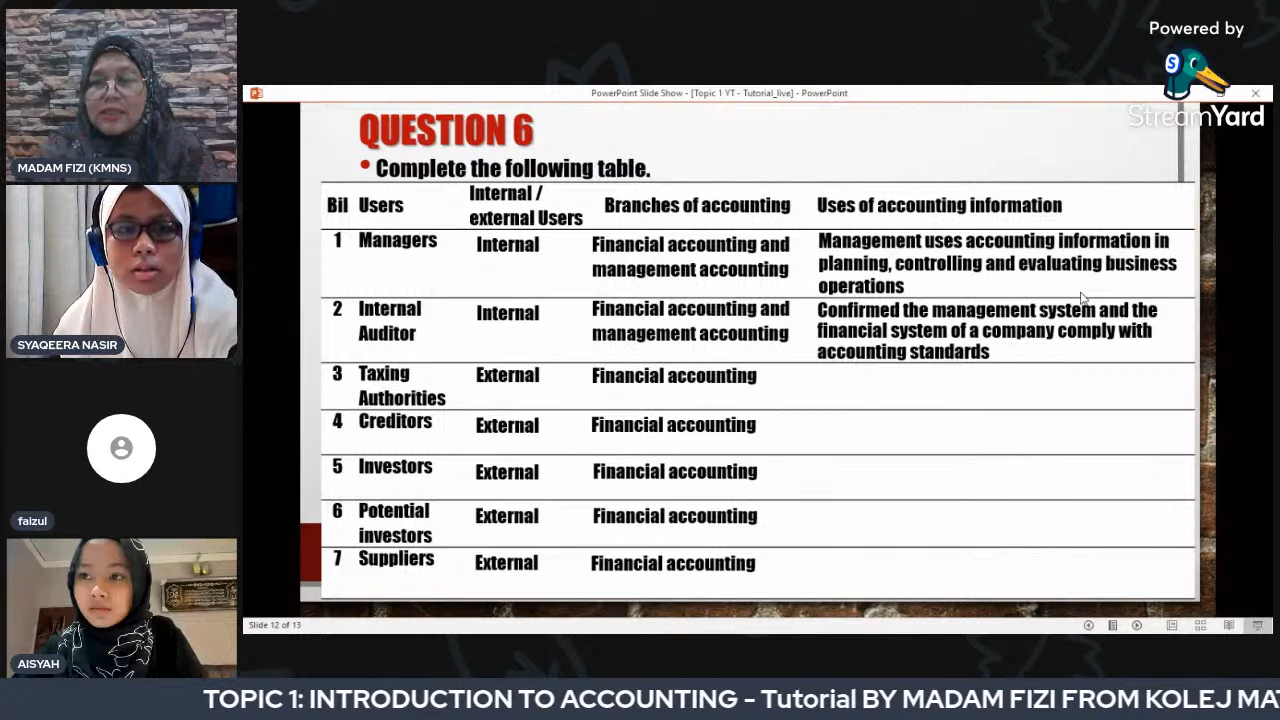 Powered by
S
StreamYard
PowerPoint Slide Show - [Topic 1 YT - Tutorial_live] - PowerPoint
MADAM FIZI (KMNS)
SYAQEERA NASIR
faizul
AISYAH
QUESTION 6
• Complete the following table.
Bil Users Internal / external Users Branches of accounting Uses of accounting information
1 Managers Internal Financial accounting and management accounting Management uses accounting information in planning, controlling and evaluating business operations
2 Internal Auditor Internal Financial accounting and management accounting Confirmed the management system and the financial system of a company comply with accounting standards
3 Taxing Authorities External Financial accounting
4 Creditors External Financial accounting
5 Investors External Financial accounting
6 Potential investors External Financial accounting
7 Suppliers External Financial accounting
Slide 12 of 13
TOPIC 1: INTRODUCTION TO ACCOUNTING - Tutorial BY MADAM FIZI FROM KOLEJ MAT